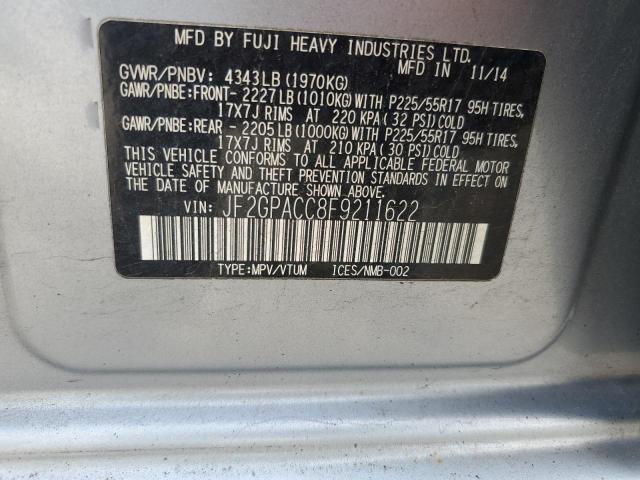 MFD BY FUJI HEAVY INDUSTRIES LTD.
GVWR/PNBV: 4343LB (1970KG) MFD IN 11/14
GAWR/PNBE:FRONT-2227LB (1010KG) WITH P225/55R17 95H TIRES,
17X7J RIMS AT 220 KPA (32 PSI) COLD
GAWR/PNBE:REAR - 2205LB (1000KG) WITH P225/55R17 95H TIRES,
17X7J RIMS AT 210 KPA (30 PSI) COLD
THIS VEHICLE CONFORMS TO ALL APPLICABLE FEDERAL MOTOR
VEHICLE SAFETY AND THEFT PREVENTION STANDARDS IN EFFECT ON
THE DATE OF MANUFACTURE SHOWN ABOVE.
VIN: JF2GPACC8F9211622
TYPE:MPV/VTUM ICES/NMB-002